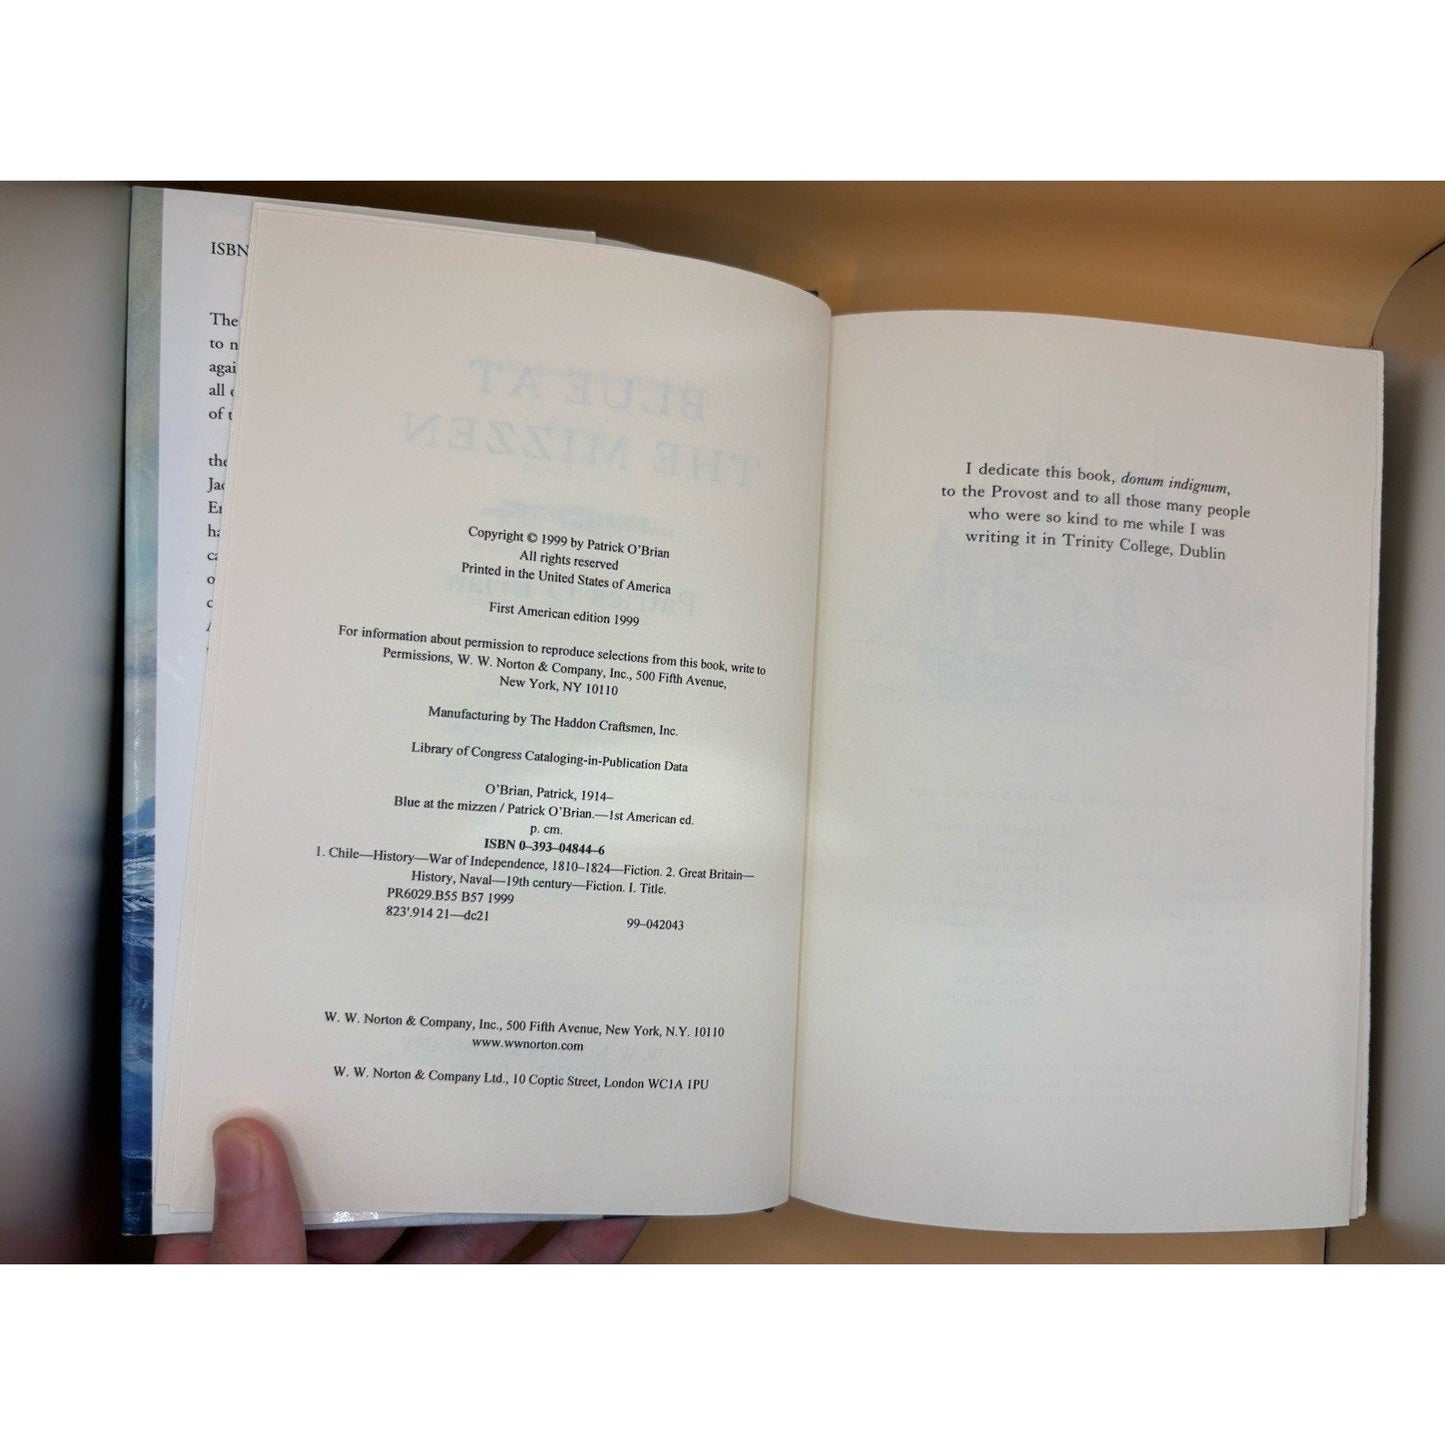 ISBN
The
to n
agai
all
of t
the
Jac
En
ha
ca
BLUE AT
THE MIZZEN
Copyright © 1999 by Patrick O'Brian
All rights reserved
Printed in the United States of America
First American edition 1999
For information about permission to reproduce selections from this book, write to
Permissions, W. W. Norton & Company, Inc., 500 Fifth Avenue,
New York, NY 10110
Manufacturing by The Haddon Craftsmen, Inc.
Library of Congress Cataloging-in-Publication Data
O'Brian, Patrick, 1914–
Blue at the mizzen / Patrick O'Brian.—1st American ed.
p. cm.
ISBN 0–393–04844–6
1. Chile—History—War of Independence, 1810–1824—Fiction. 2. Great Britain—
History, Naval—19th century—Fiction. I. Title.
PR6029.B55 B57 1999
823'.914 21—dc21 99–042043
W. W. Norton & Company, Inc., 500 Fifth Avenue, New York, N.Y. 10110
www.wwnorton.com
W. W. Norton & Company Ltd., 10 Coptic Street, London WC1A 1PU
I dedicate this book, donum indignum,
to the Provost and to all those many people
who were so kind to me while I was
writing it in Trinity College, Dublin